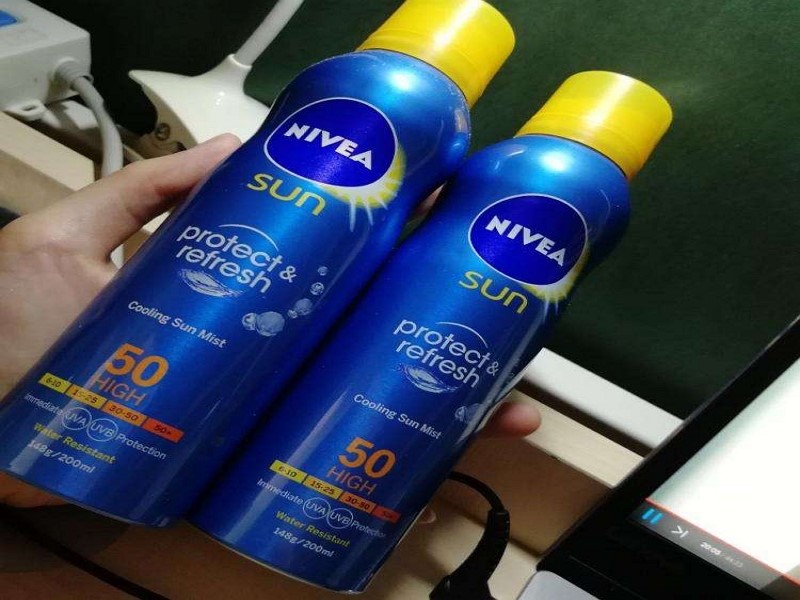 NIVEA
sun
protect &
refresh
Cooling Sun Mist
50
HIGH
6-10 15-25 30-50 50+
Immediate UVA UVB Protection
Water Resistant
148g/200ml
NIVEA
sun
protect &
refresh
Cooling Sun Mist
50
HIGH
6-10 15-25 30-50 50+
Immediate UVA UVB Protection
Water Resistant
148g/200ml
20:05